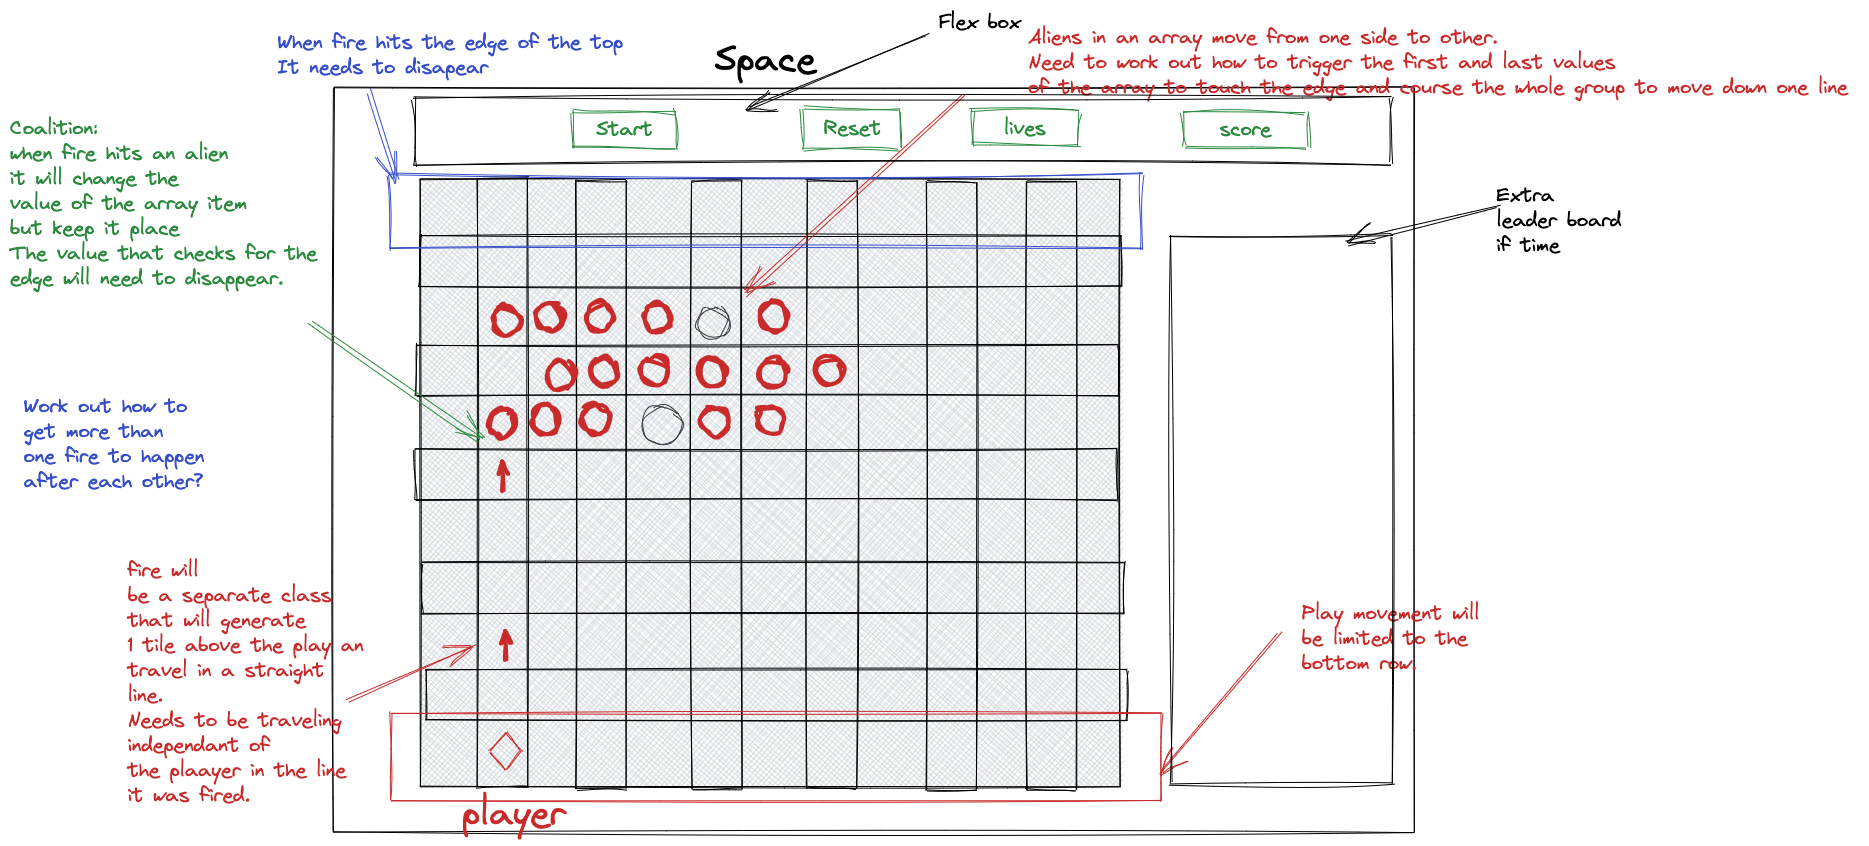 When fire hits the edge of the top
It needs to disapear
Space
Flex box
Aliens in an array move from one side to other.
Need to work out how to trigger the first and last values
of the array to touch the edge and course the whole group to move down one line
Start
Reset
lives
score
Coalition:
when fire hits an alien
it will change the
value of the array item
but keep it place
The value that checks for the
edge will need to disappear.
Extra
leader board
if time
Work out how to
get more than
one fire to happen
after each other?
fire will
be a separate class
that will generate
1 tile above the play an
travel in a straight
line.
Needs to be traveling
independant of
the plaayer in the line
it was fired.
Play movement will
be limited to the
bottom row.
player